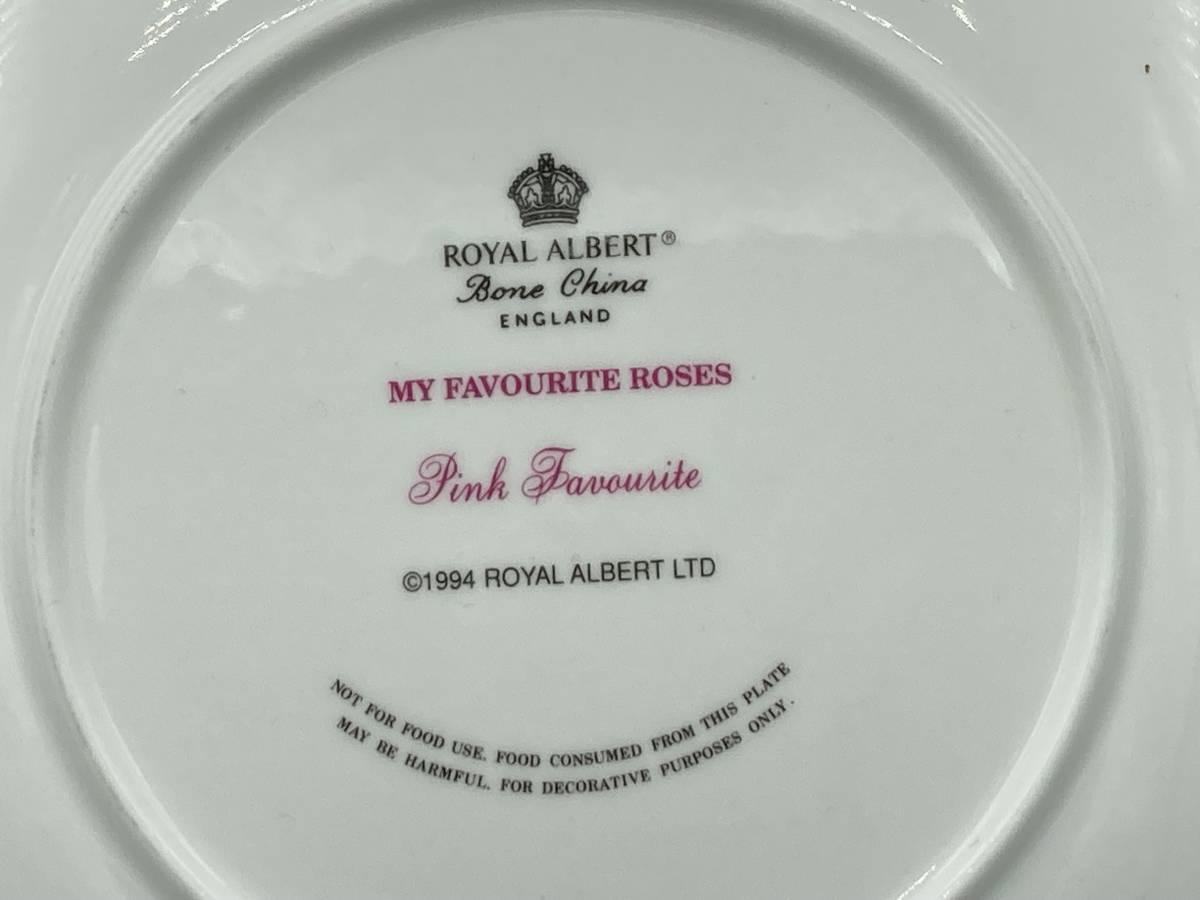 ROYAL ALBERT®
Bone China
ENGLAND
MY FAVOURITE ROSES
Pink Favourite
©1994 ROYAL ALBERT LTD
NOT FOR FOOD USE. FOOD CONSUMED FROM THIS PLATE
MAY BE HARMFUL. FOR DECORATIVE PURPOSES ONLY.